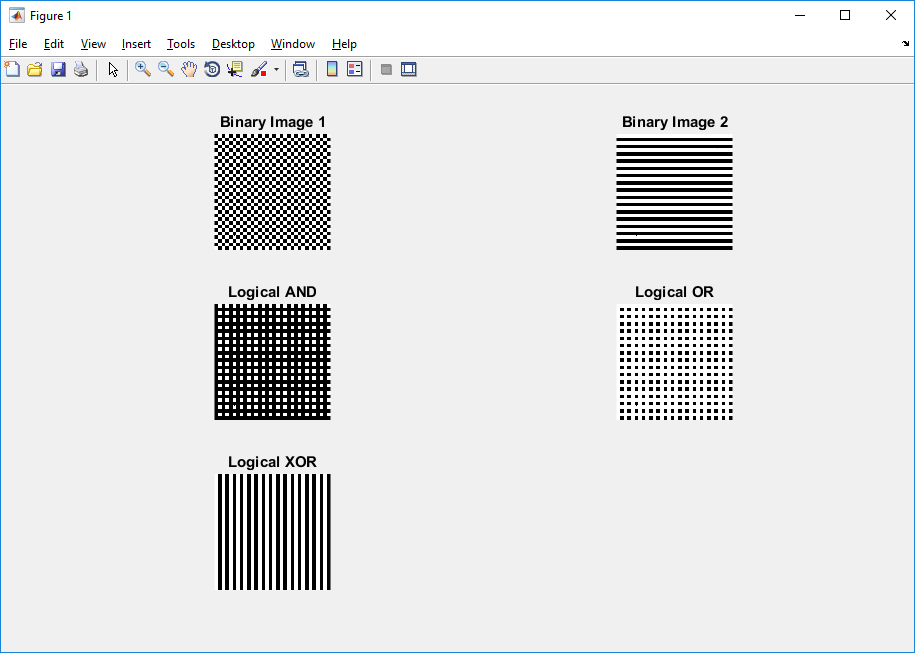 Figure 1
File Edit View Insert Tools Desktop Window Help
Binary Image 1
Binary Image 2
Logical AND
Logical OR
Logical XOR